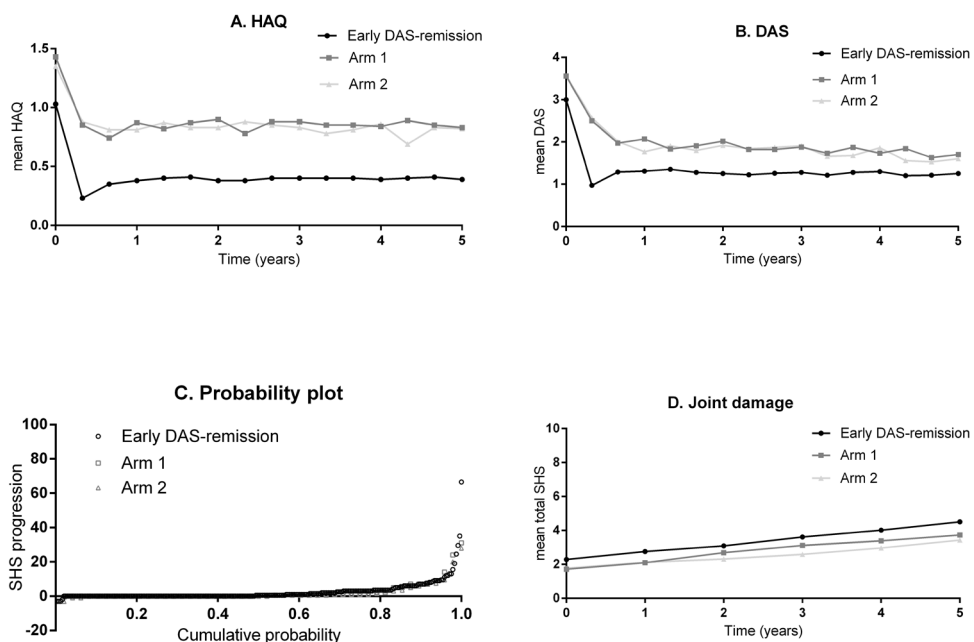 A. HAQ
Early DAS-remission
Arm 1
Arm 2
mean HAQ
1.5
1.0
0.5
0.0
0 1 2 3 4 5
Time (years)
B. DAS
Early DAS-remission
Arm 1
Arm 2
mean DAS
4
3
2
1
0
0 1 2 3 4 5
Time (years)
C. Probability plot
Early DAS-remission
Arm 1
Arm 2
SHS progression
100
80
60
40
20
0
-20
0.2 0.4 0.6 0.8 1.0
Cumulative probability
D. Joint damage
Early DAS-remission
Arm 1
Arm 2
mean total SHS
10
8
6
4
2
0
0 1 2 3 4 5
Time (years)